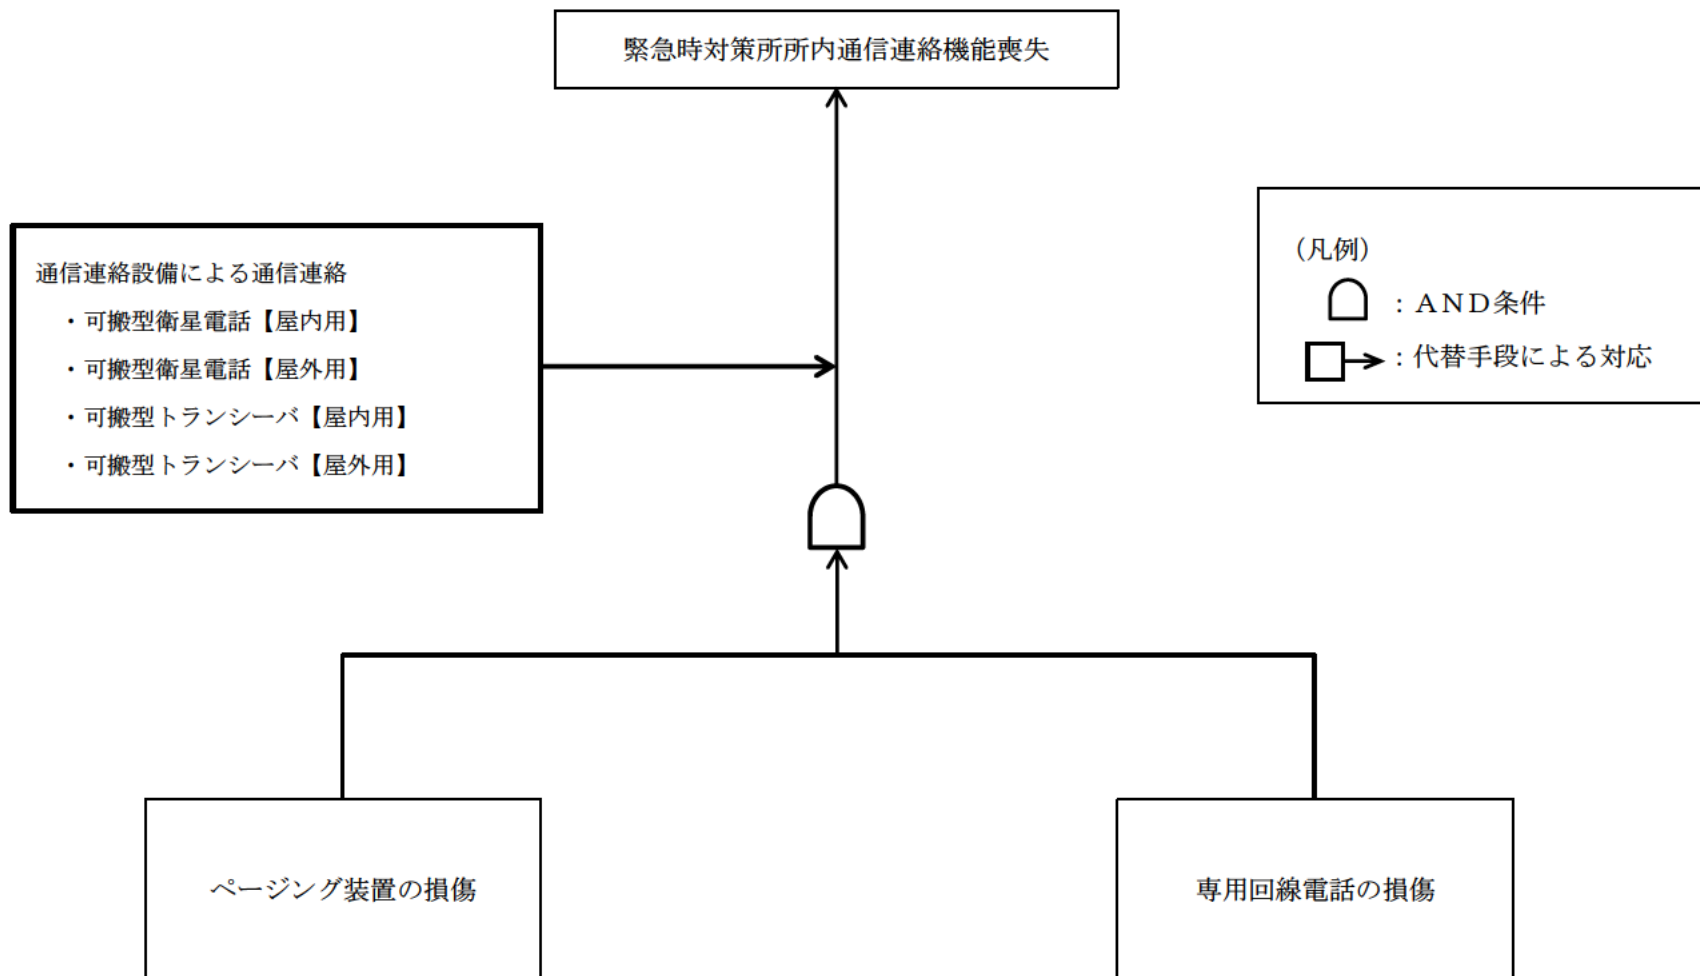 緊急時対策所所内通信連絡機能喪失
通信連絡設備による通信連絡
・可搬型衛星電話【屋内用】
・可搬型衛星電話【屋外用】
・可搬型トランシーバ【屋内用】
・可搬型トランシーバ【屋外用】
（凡例）
：ＡＮＤ条件
：代替手段による対応
ページング装置の損傷
専用回線電話の損傷